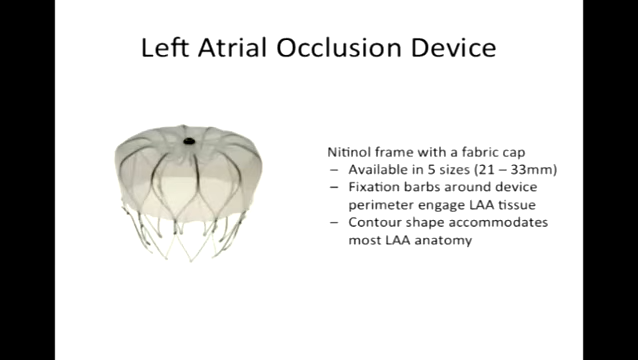 Left Atrial Occlusion Device
Nitinol frame with a fabric cap
– Available in 5 sizes (21 – 33mm)
– Fixation barbs around device
perimeter engage LAA tissue
– Contour shape accommodates
most LAA anatomy